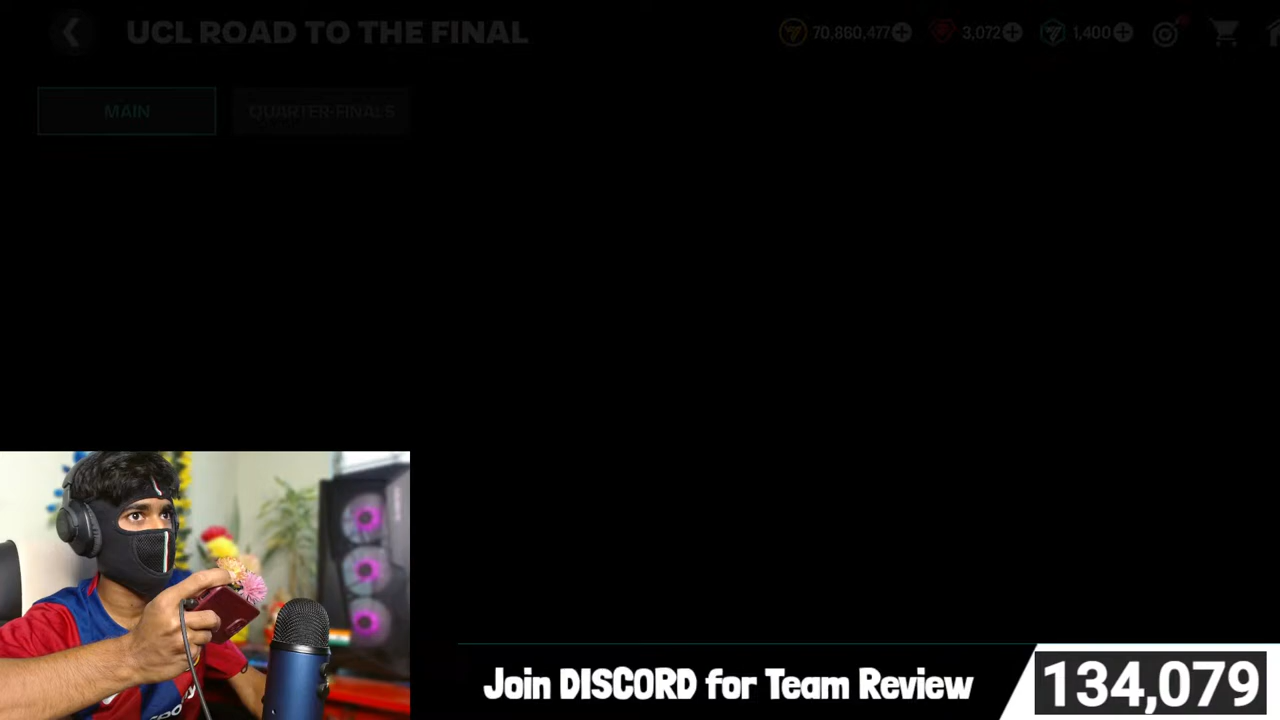 UCL ROAD TO THE FINAL
70,860,477
3,072
1,400
MAIN
QUARTER-FINALS
Join DISCORD for Team Review
134,079